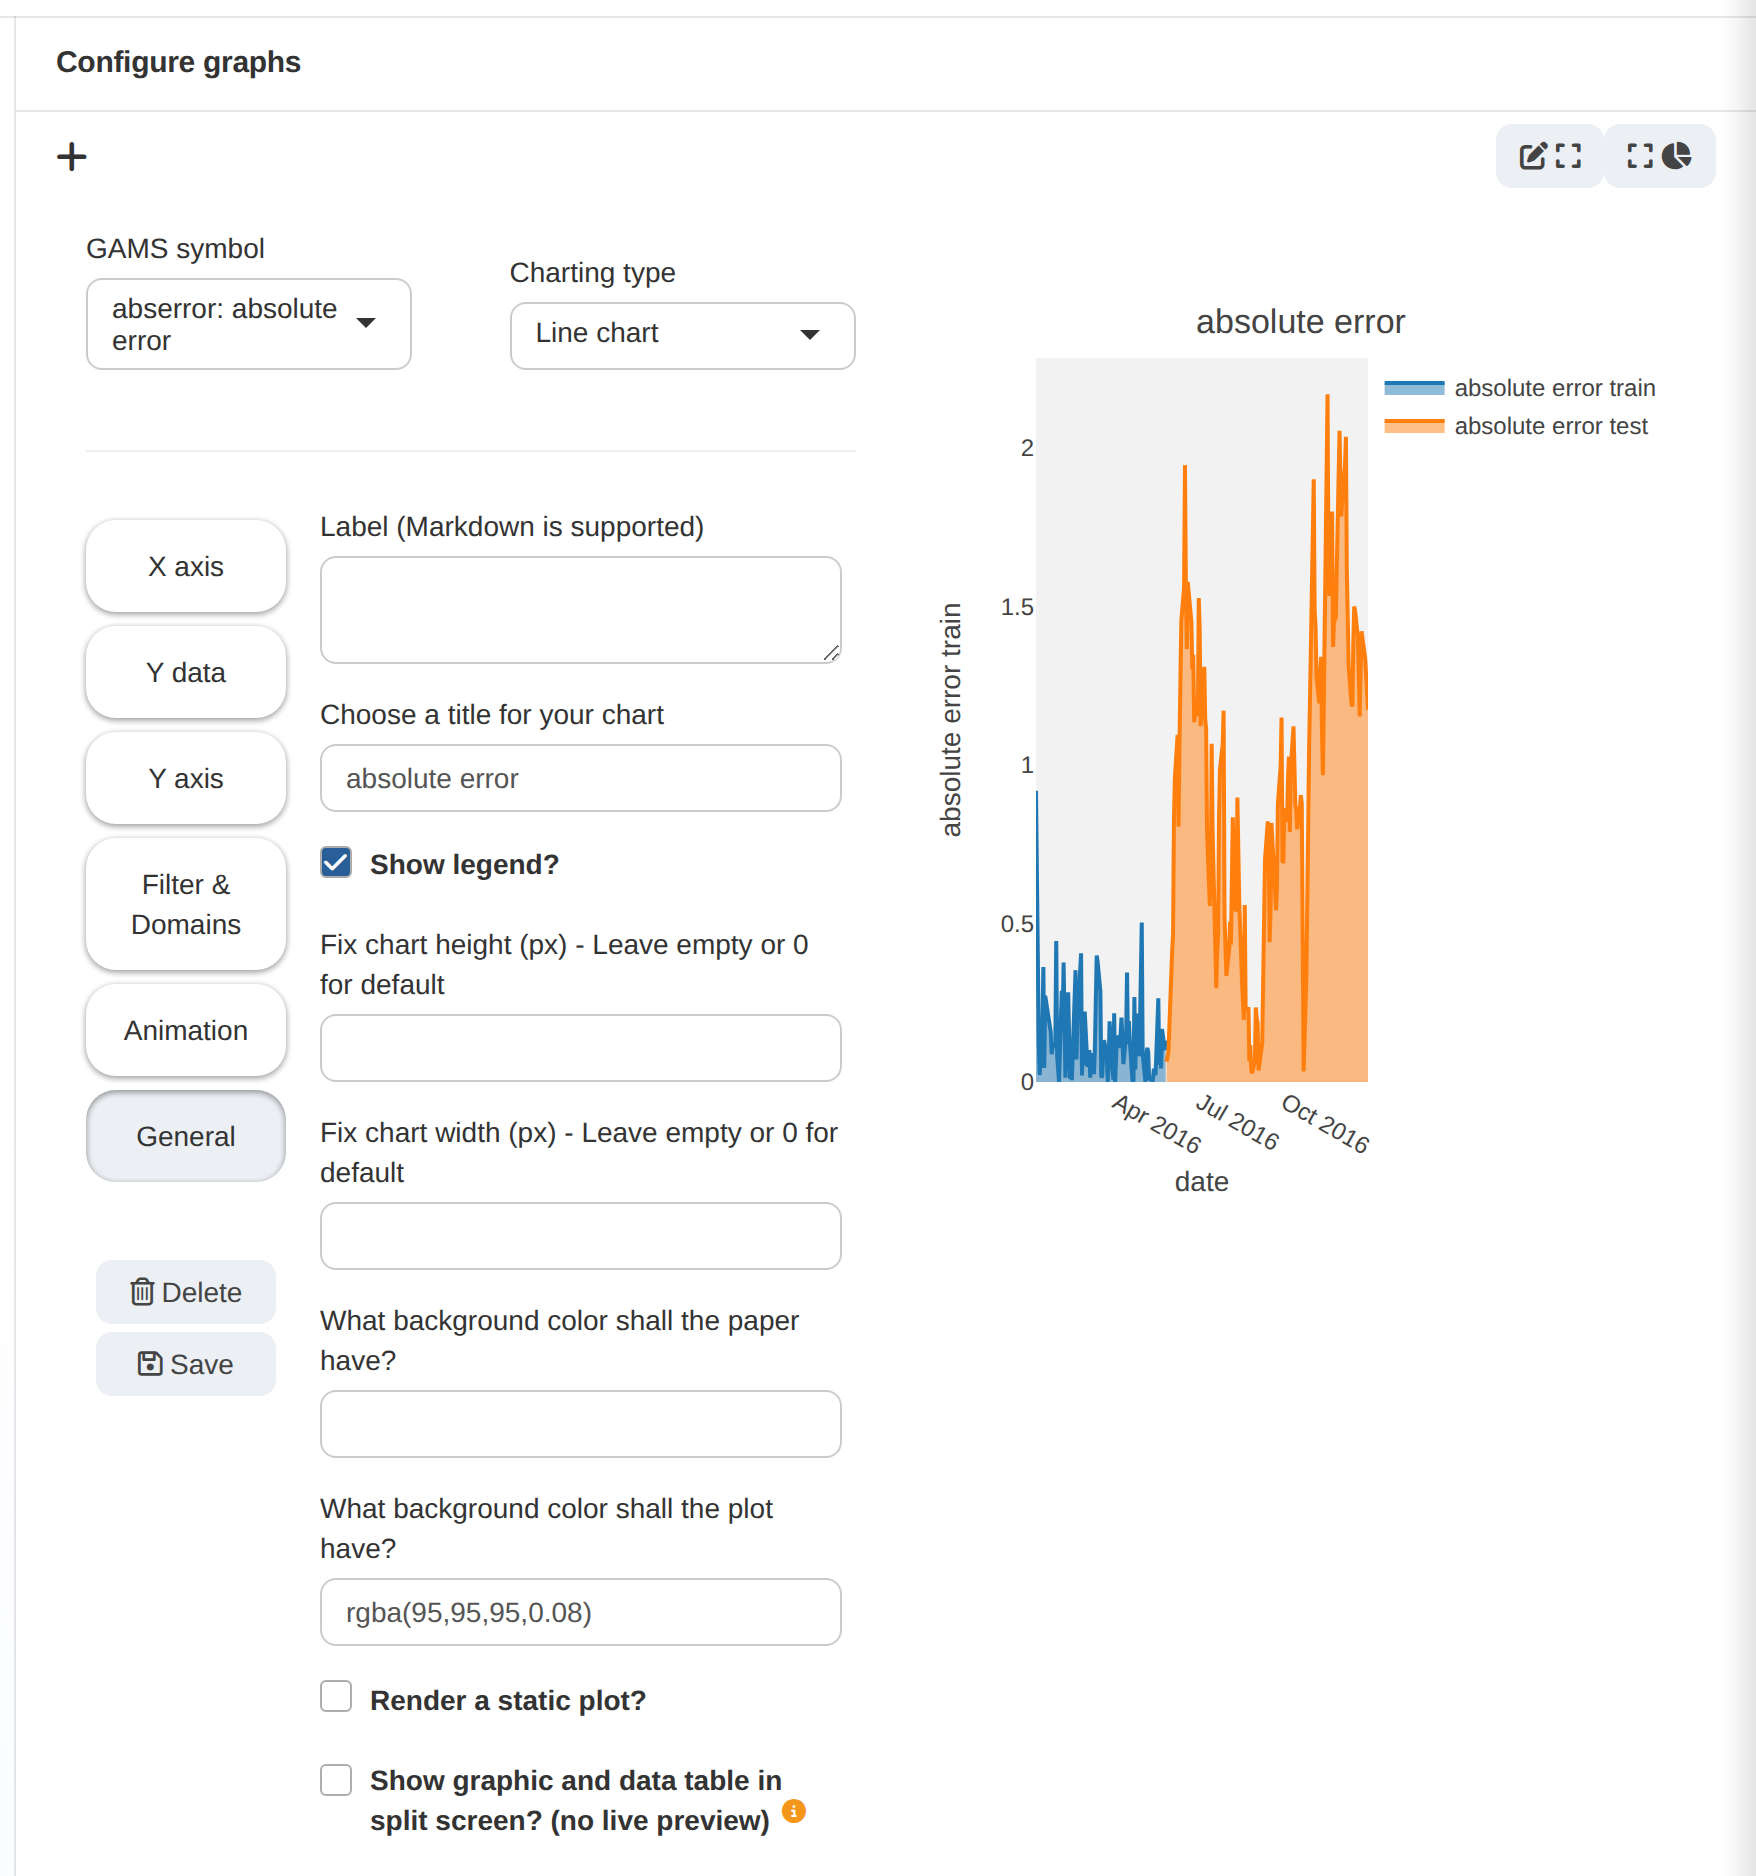 Configure graphs
GAMS symbol
abserror: absolute
error
Charting type
Line chart
X axis
Y data
Y axis
Filter &
Domains
Animation
General
Delete
Save
Label (Markdown is supported)
Choose a title for your chart
absolute error
Show legend?
Fix chart height (px) - Leave empty or 0
for default
Fix chart width (px) - Leave empty or 0 for
default
What background color shall the paper
have?
What background color shall the plot
have?
rgba(95,95,95,0.08)
Render a static plot?
Show graphic and data table in
split screen? (no live preview)
absolute error
absolute error train
absolute error test
absolute error train
2
1.5
1
0.5
0
Apr 2016
Jul 2016
Oct 2016
date